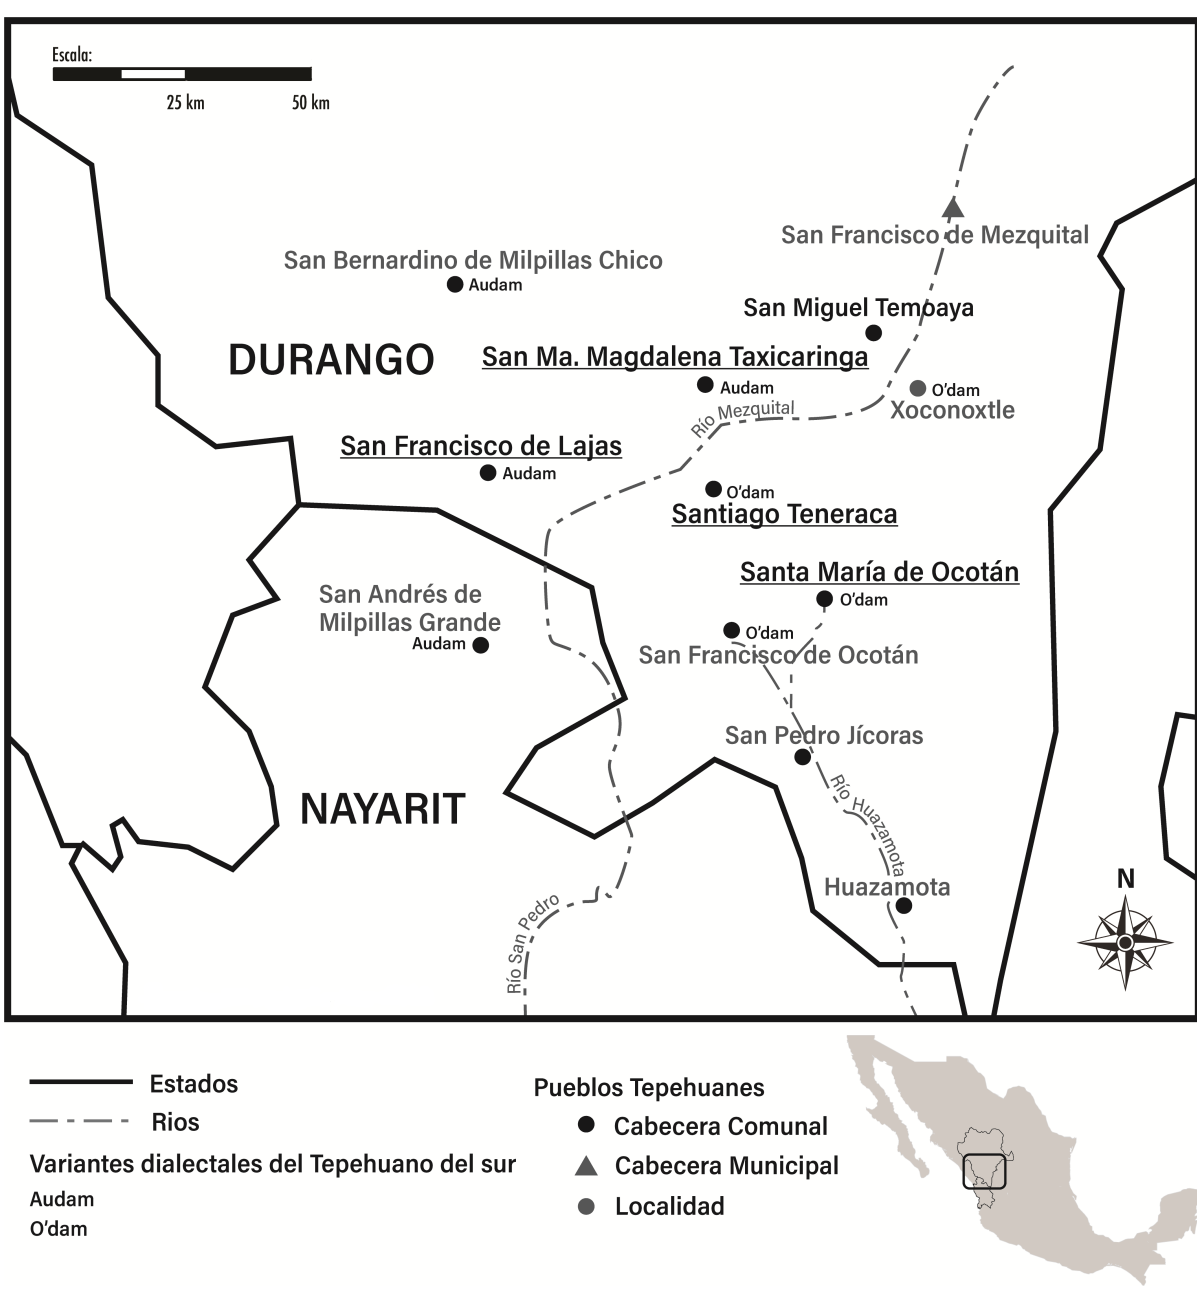 Escala:
25 km
50 km
San Francisco de Mezquital
San Bernardino de Milpillas Chico
Audam
San Miguel Temoaya
DURANGO
San Ma. Magdalena Taxicaringa
Audam
O'dam
Xoconoxtle
Río Mezquital
San Francisco de Lajas
Audam
O'dam
Santiago Teneraca
Santa María de Ocotán
O'dam
San Andrés de
Milpillas Grande
Audam
O'dam
San Francisco de Ocotán
San Pedro Jícoras
Río Huazamota
NAYARIT
Huazamota
N
Río San Pedro
Estados
Rios
Variantes dialectales del Tepehuano del sur
Audam
O'dam
Pueblos Tepehuanes
Cabecera Comunal
Cabecera Municipal
Localidad